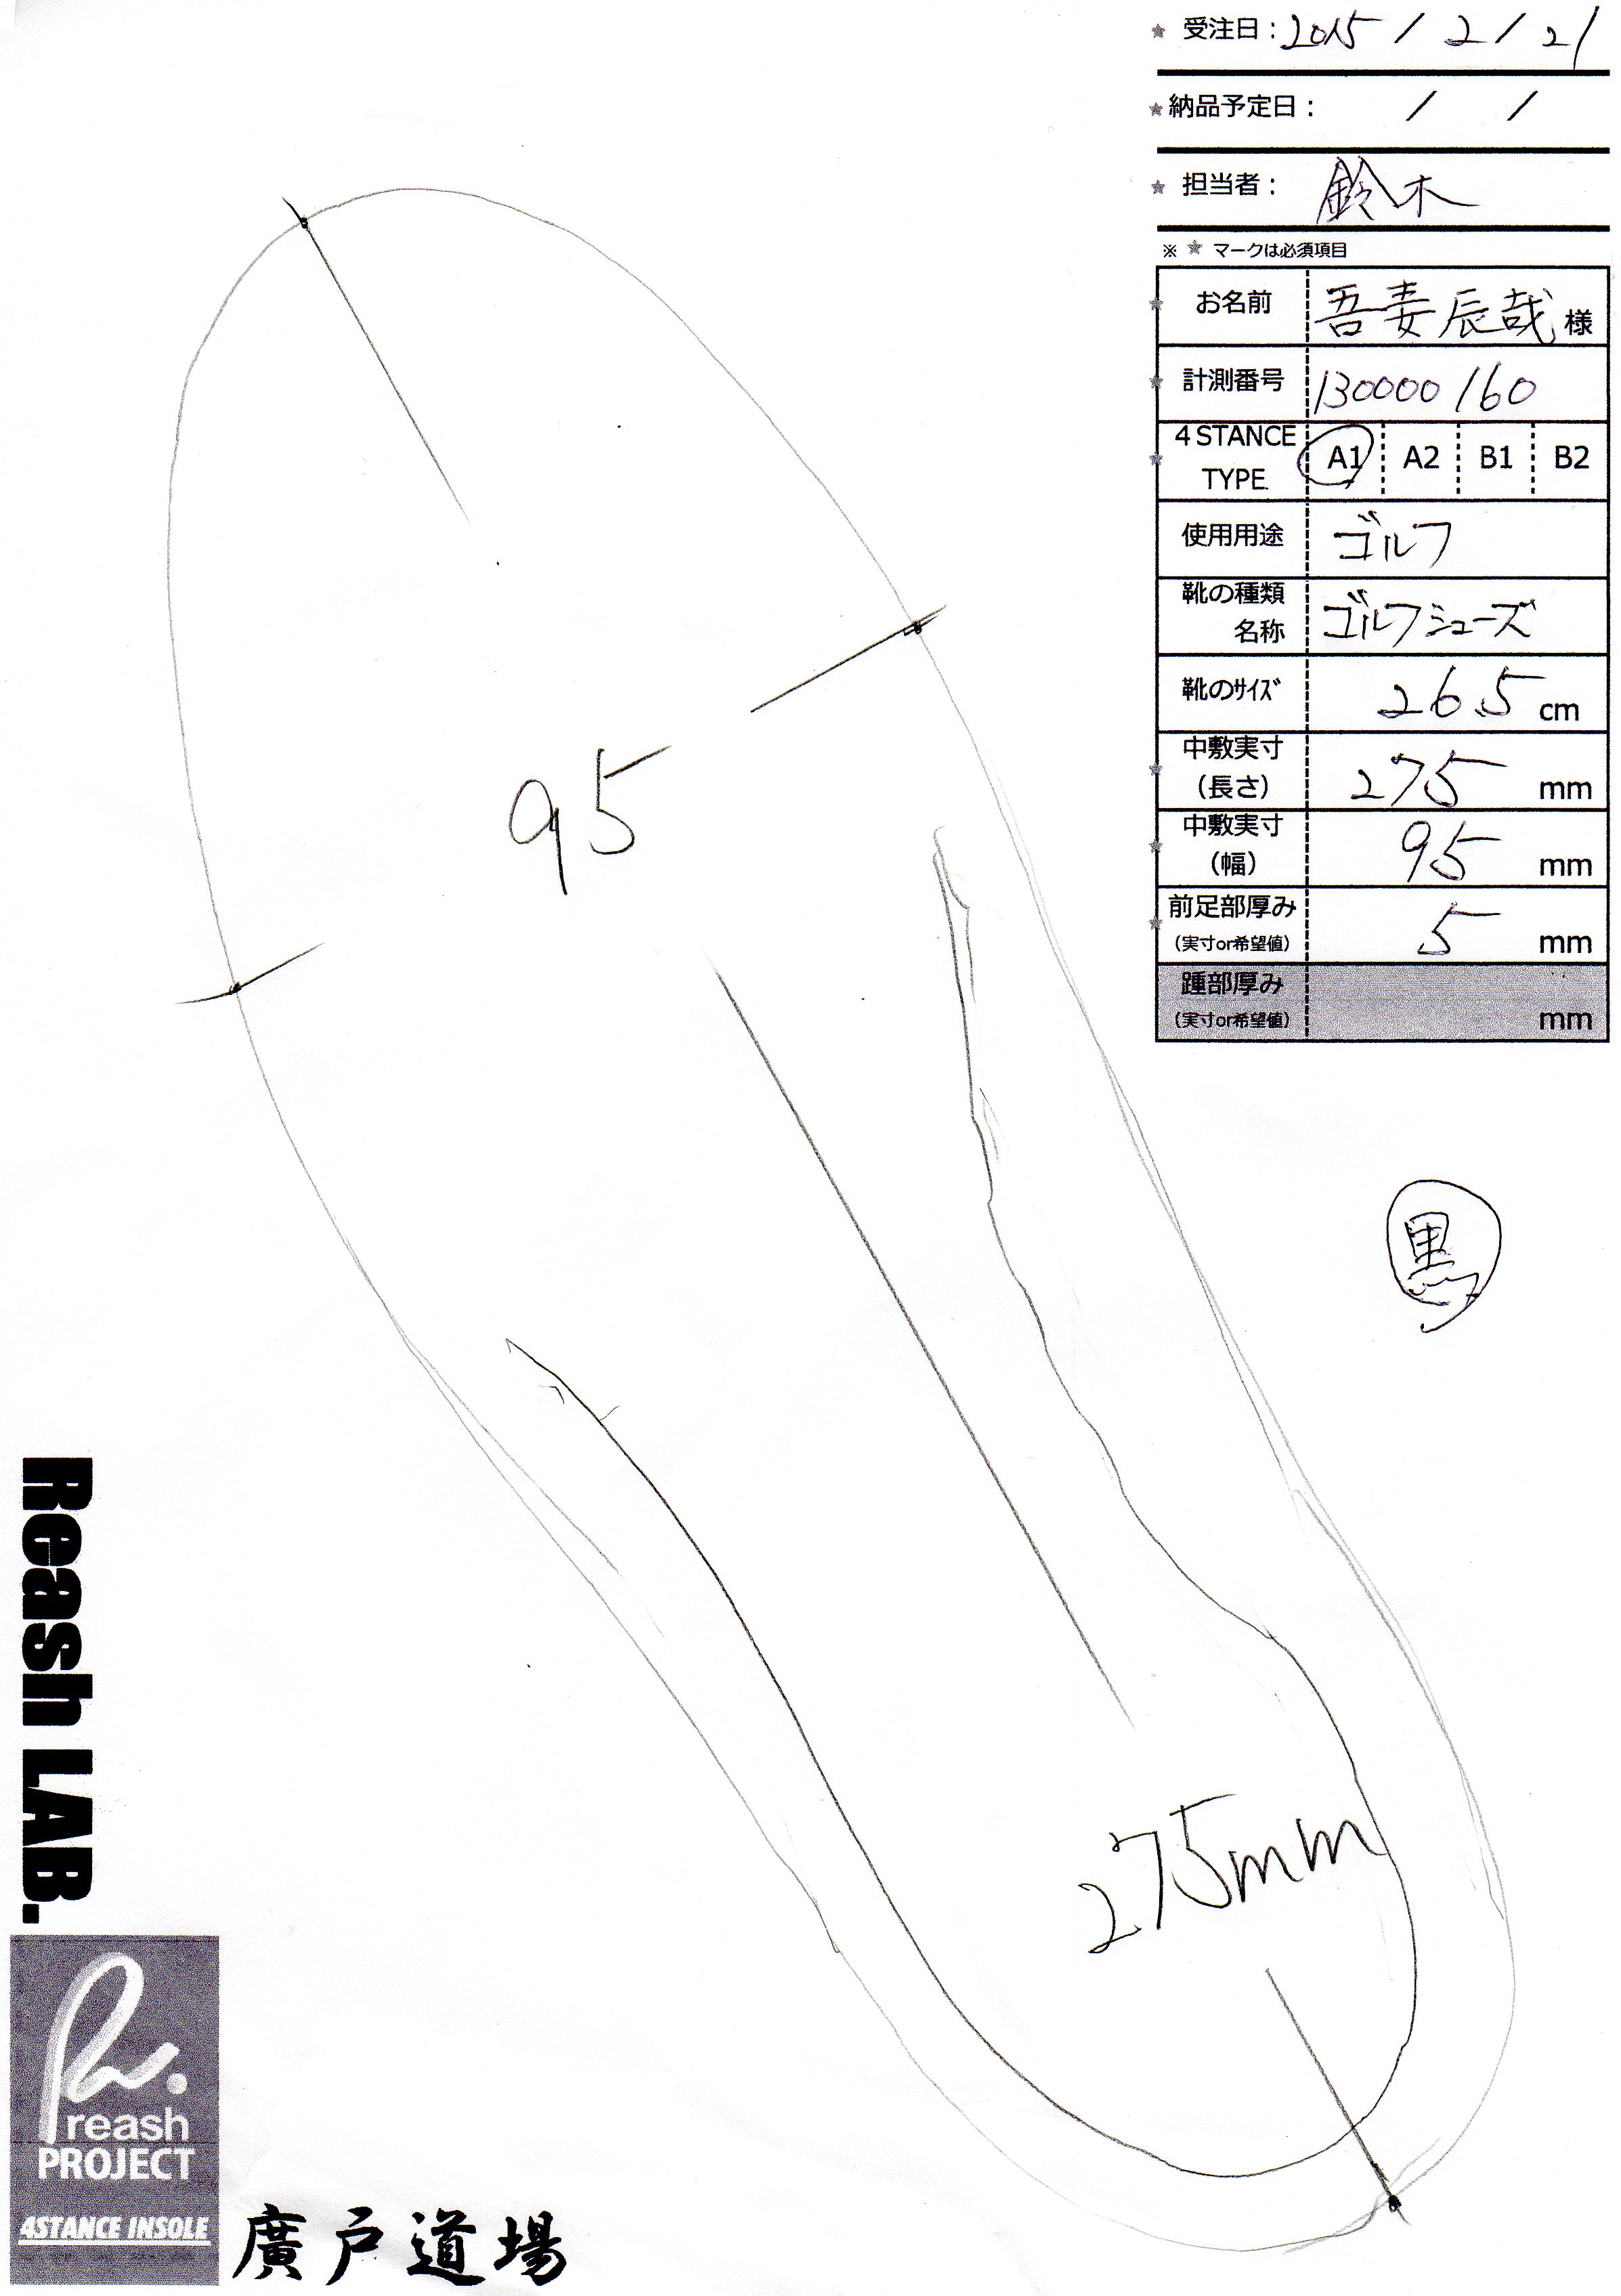 ★ 受注日：2015 / 2 / 21
★ 納品予定日： / /
★ 担当者： 鈴木
※ ★ マークは必須項目
★ お名前 吾妻辰哉 様
★ 計測番号 130000160
★ 4STANCE TYPE. A1 A2 B1 B2
使用用途 ゴルフ
靴の種類
名称 ゴルフシューズ
靴のサイズ 26.5 cm
★ 中敷実寸
（長さ） 275 mm
★ 中敷実寸
（幅） 95 mm
★ 前足部厚み
（実寸or希望値） 5 mm
踵部厚み
（実寸or希望値） mm
95
黒
275mm
Reash LAB.
R.
reash
PROJECT
4STANCE INSOLE
廣戸道場